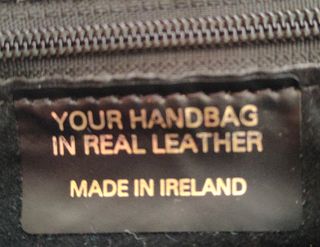 YOUR HANDBAG
IN REAL LEATHER
MADE IN IRELAND